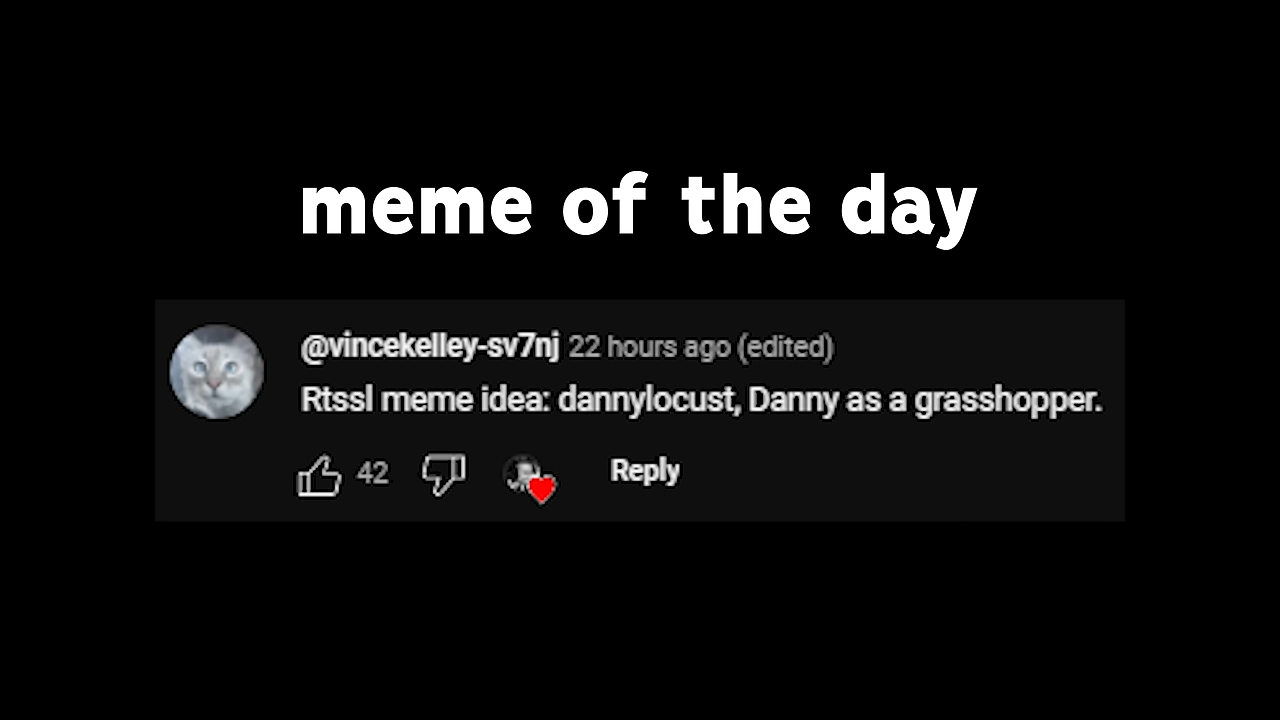 meme of the day
@vincekelley-sv7nj 22 hours ago (edited)
Rtssl meme idea: dannylocust, Danny as a grasshopper.
42 Reply